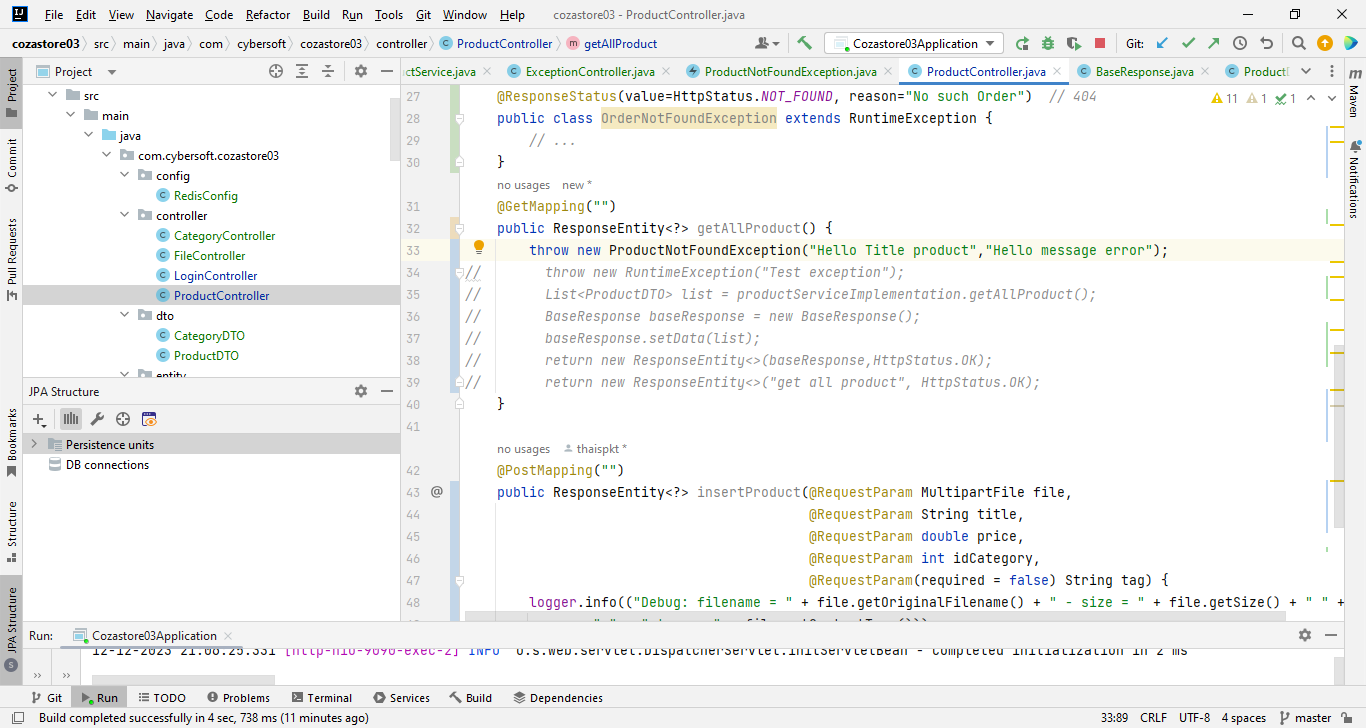 File Edit View Navigate Code Refactor Build Run Tools Git Window Help cozastore03 - ProductController.java
cozastore03 src main java com cybersoft cozastore03 controller ProductController getAllProduct Cozastore03Application Git:
Project
ctService.java ExceptionController.java ProductNotFoundException.java ProductController.java BaseResponse.java
src
main
java
com.cybersoft.cozastore03
config
RedisConfig
controller
CategoryController
FileController
LoginController
ProductController
dto
CategoryDTO
ProductDTO
entity
JPA Structure
Persistence units
DB connections
Project
Commit
Pull Requests
Bookmarks
Structure
JPA Structure
11 1 1
27 @ResponseStatus(value=HttpStatus.NOT_FOUND, reason="No such Order") // 404
28 public class OrderNotFoundException extends RuntimeException {
29 // ...
30 }
no usages new *
31 @GetMapping("")
32 public ResponseEntity<?> getAllProduct() {
33 throw new ProductNotFoundException("Hello Title product","Hello message error");
34 // throw new RuntimeException("Test exception");
35 // List<ProductDTO> list = productServiceImplementation.getAllProduct();
36 // BaseResponse baseResponse = new BaseResponse();
37 // baseResponse.setData(list);
38 // return new ResponseEntity<>(baseResponse,HttpStatus.OK);
39 // return new ResponseEntity<>("get all product", HttpStatus.OK);
40 }
41
no usages thaispkt *
42 @PostMapping("")
43 @ public ResponseEntity<?> insertProduct(@RequestParam MultipartFile file,
44 @RequestParam String title,
45 @RequestParam double price,
46 @RequestParam int idCategory,
47 @RequestParam(required = false) String tag) {
48 logger.info(("Debug: filename = " + file.getOriginalFilename() + " - size = " + file.getSize() + " " +
Maven
Notifications
Run: Cozastore03Application
12-12-2023 21:08:25.331 [http-nio-9090-exec-2] INFO o.s.web.servlet.DispatcherServlet.initServletBean - Completed initialization in 2 ms
Git Run TODO Problems Terminal Services Build Dependencies
Build completed successfully in 4 sec, 738 ms (11 minutes ago) 33:89 CRLF UTF-8 4 spaces master